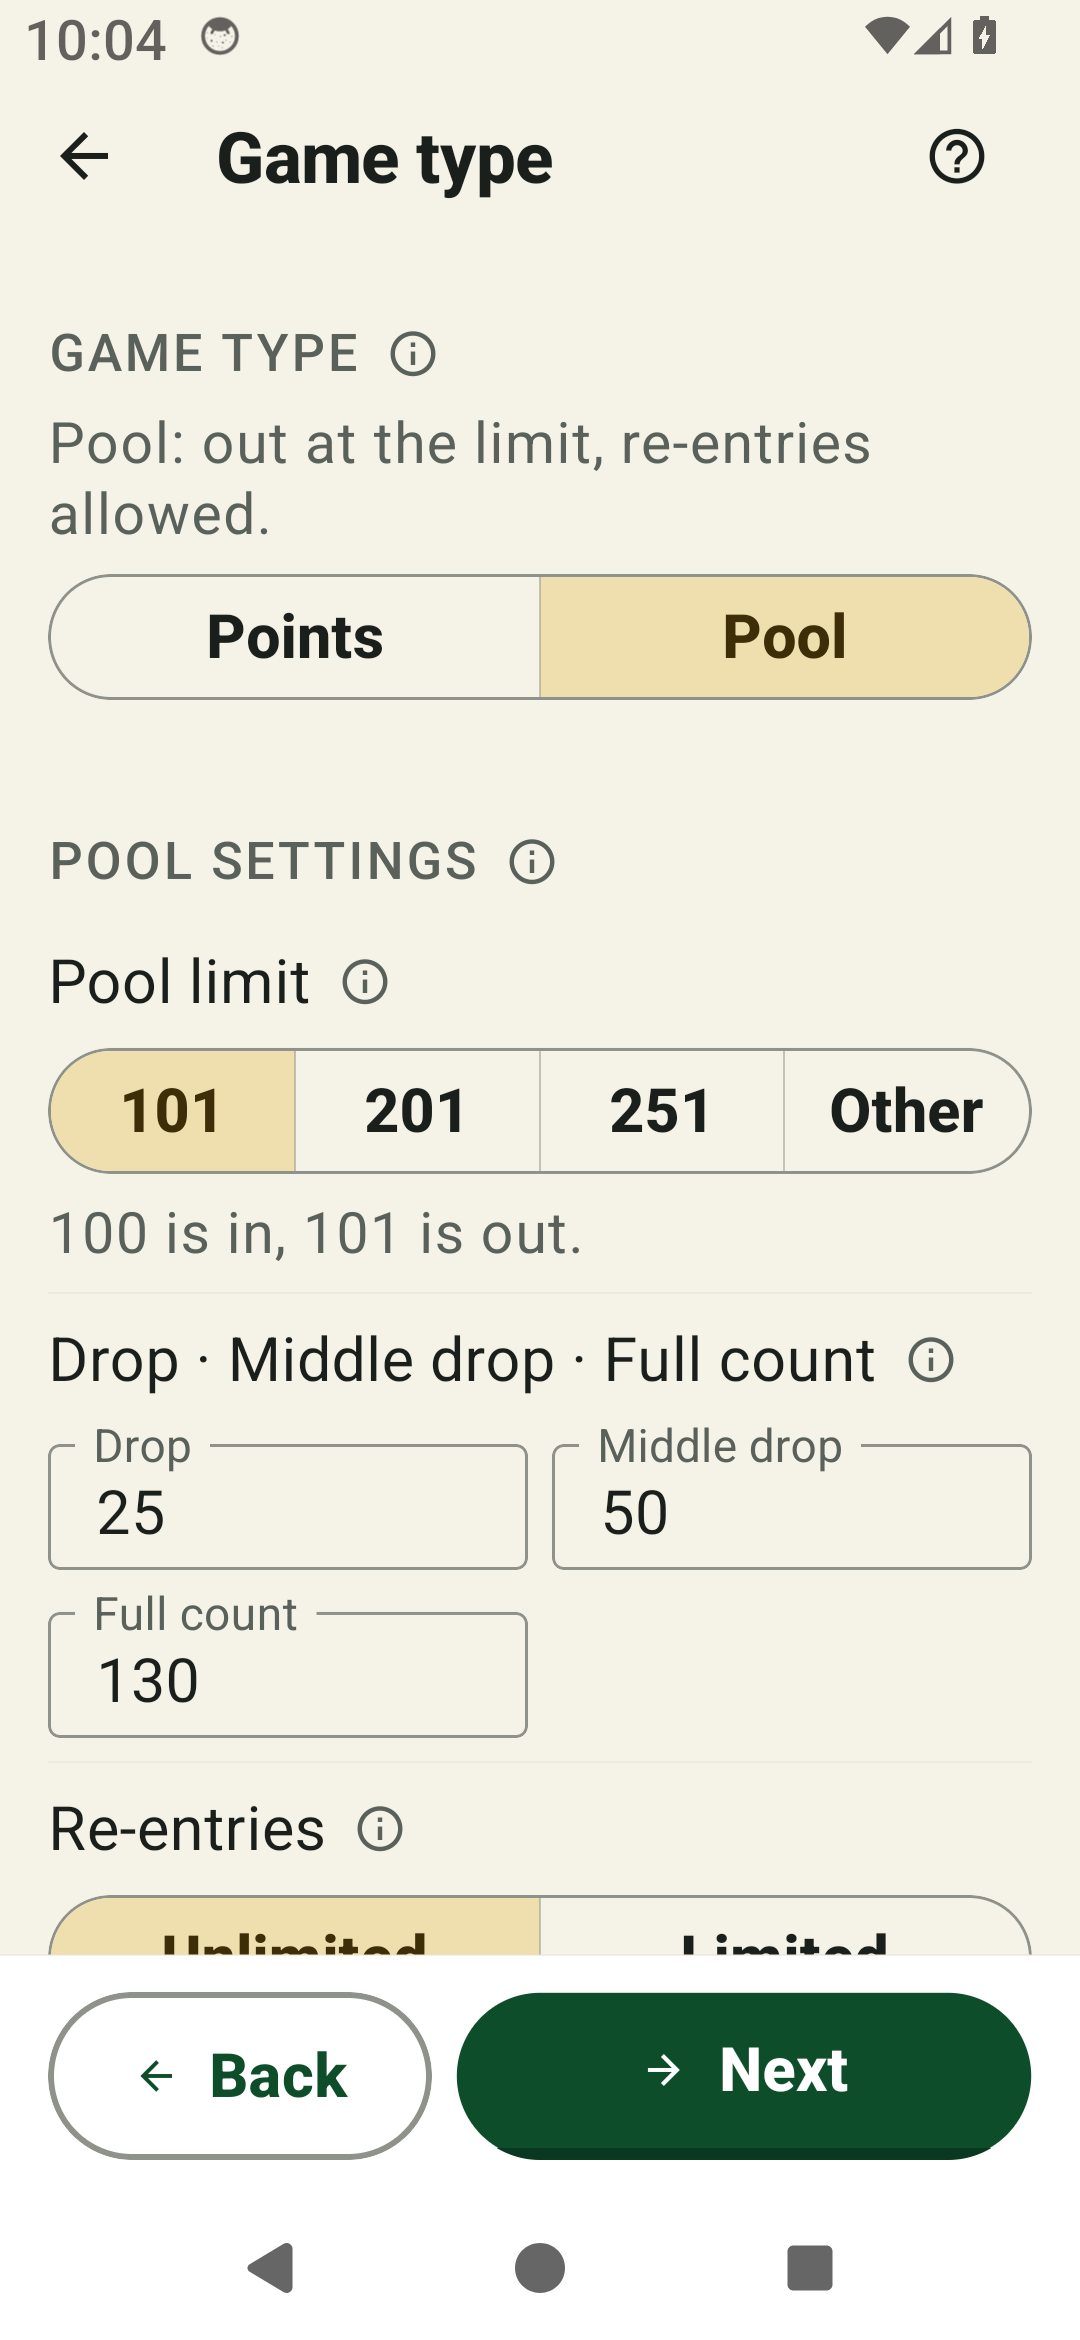 10:04
Game type
GAME TYPE
Pool: out at the limit, re-entries
allowed.
Points Pool
POOL SETTINGS
Pool limit
101 201 251 Other
100 is in, 101 is out.
Drop · Middle drop · Full count
Drop Middle drop
25 50
Full count
130
Re-entries
Unlimited Limited
Back Next